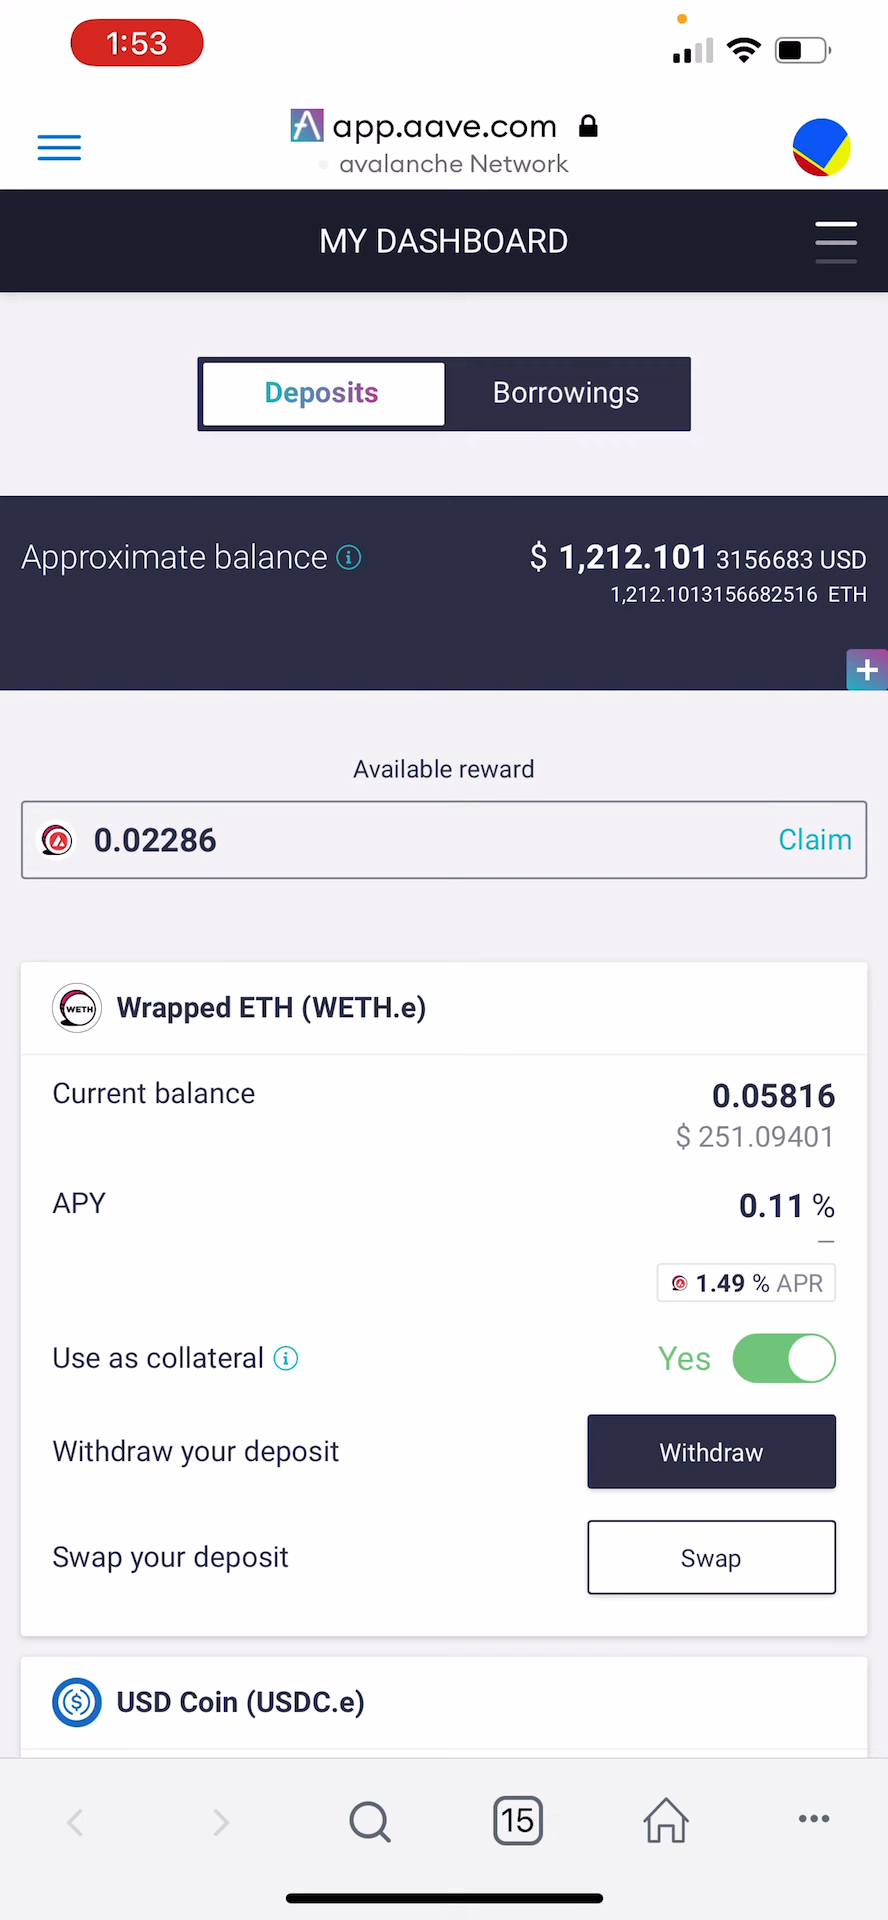 1:53
app.aave.com
avalanche Network
MY DASHBOARD
Deposits
Borrowings
Approximate balance
$ 1,212.101 3156683 USD
1,212.1013156682516 ETH
Available reward
0.02286
Claim
WETH
Wrapped ETH (WETH.e)
Current balance
0.05816
$ 251.09401
APY
0.11 %
—
1.49 % APR
Use as collateral
Yes
Withdraw your deposit
Withdraw
Swap your deposit
Swap
USD Coin (USDC.e)
15